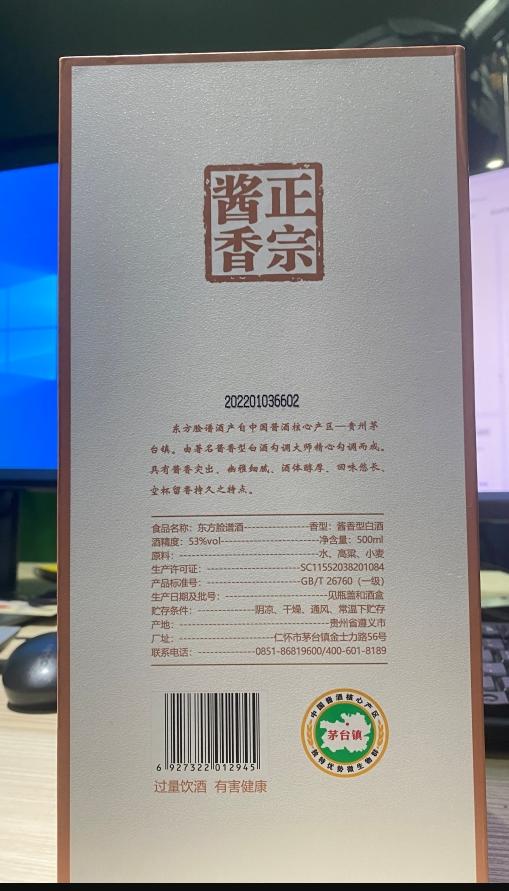 正宗
酱香
202201036602
东方脸谱酒产自中国酱酒核心产区—贵州茅
台镇。由著名酱香型白酒勾调大师精心勾调而成。
具有酱香突出、幽雅细腻、酒体醇厚、回味悠长、
空杯留香持久之特点。
食品名称：东方脸谱酒----------------香型：酱香型白酒
酒精度：53%vol------------------------净含量：500ml
原料：----------------------------------水、高粱、小麦
生产许可证：------------------------SC11552038201084
产品标准号：------------------------GB/T 26760（一级）
生产日期及批号：--------------------------见瓶盖和酒盒
贮存条件：--------------阴凉、干燥、通风、常温下贮存
产地：-------------------------------------贵州省遵义市
厂址：------------------------仁怀市茅台镇金士力路56号
联系电话：--------------0851-86819600/400-601-8189
中国酱酒核心产区
茅台镇
独特优势微生物群
6 927322 012945
过量饮酒 有害健康